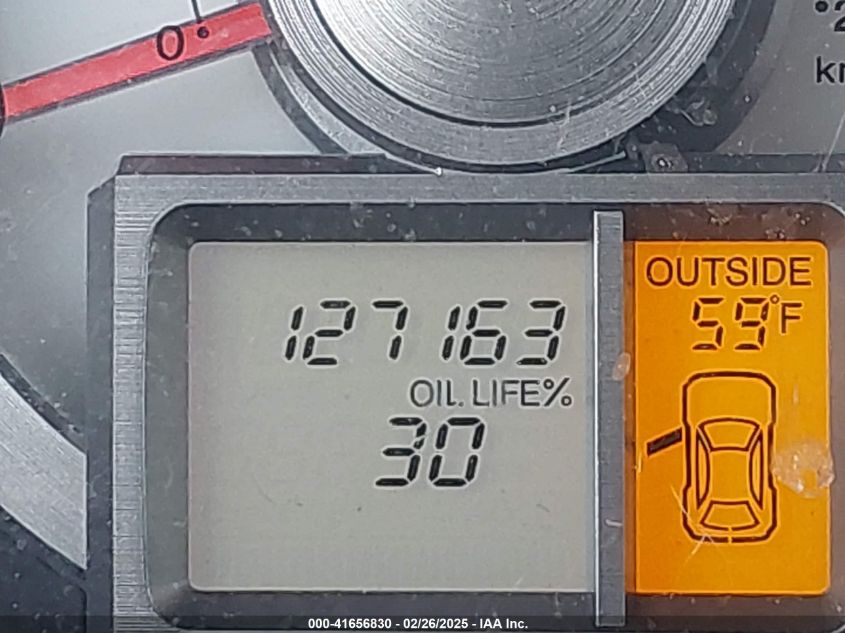 0
OUTSIDE
127163
59°F
OIL LIFE%
30
000-41656830 - 02/26/2025 - IAA Inc.